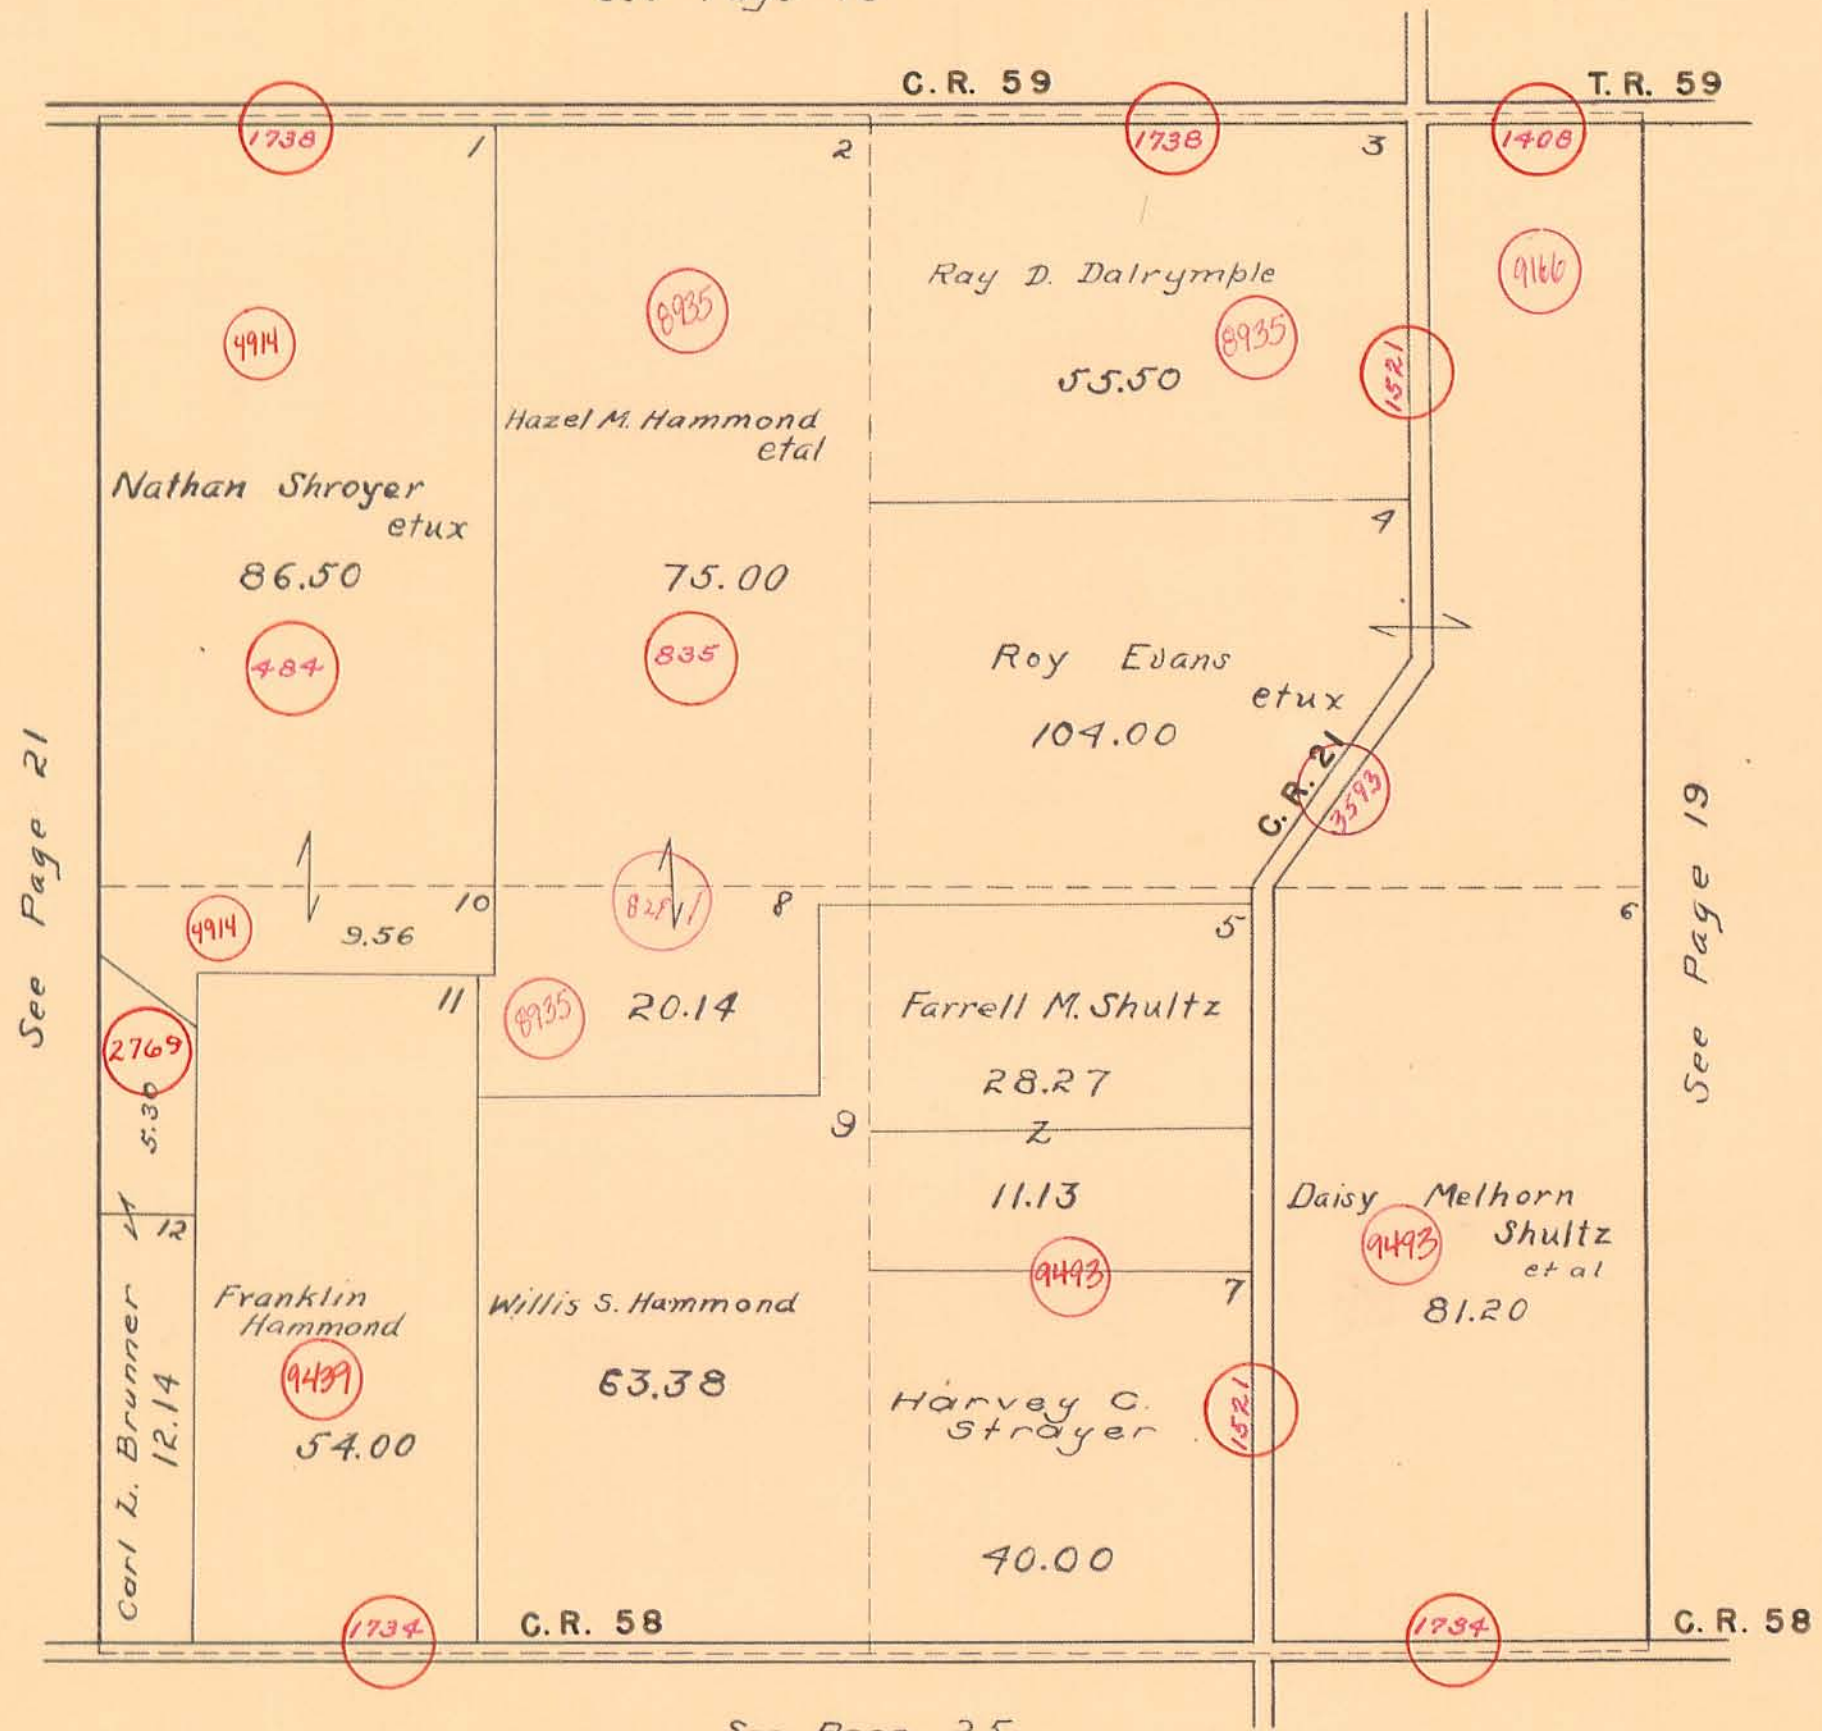 C.R. 59
T.R. 59
1738
1
2
1738
3
1408
Ray D. Dalrymple
9166
8935
8935
4914
1521
55.50
Hazel M. Hammond
etal
Nathan Shroyer
etux
4
86.50
75.00
Roy Evans
etux
484
835
104.00
C.R. 21
3593
See Page 21
See Page 19
10
8
5
6
4914
9.56
11
8935
20.14
Farrell M. Shultz
2769
28.27
5.30
9
Z
11.13
Daisy Melhorn
Shultz
et al
12
9493
9493
7
81.20
Franklin
Hammond
Willis S. Hammond
9439
63.38
Carl L. Brunner
12.14
Harvey C.
Strayer
1521
54.00
40.00
1734
C.R. 58
1734
C.R. 58